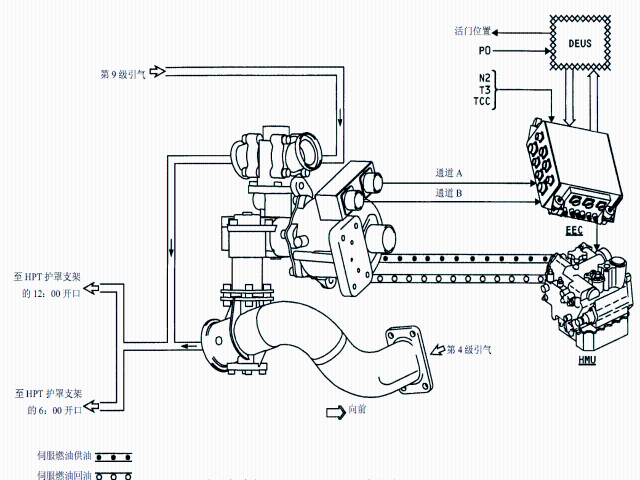 活门位置
DEUS
PO
第9级引气
N2
T3
TCC
通道 A
通道 B
EEC
至 HPT 护罩支架
的 12：00 开口
HMU
第4级引气
至 HPT 护罩支架
的 6：00 开口
向前
伺服燃油供油
伺服燃油回油